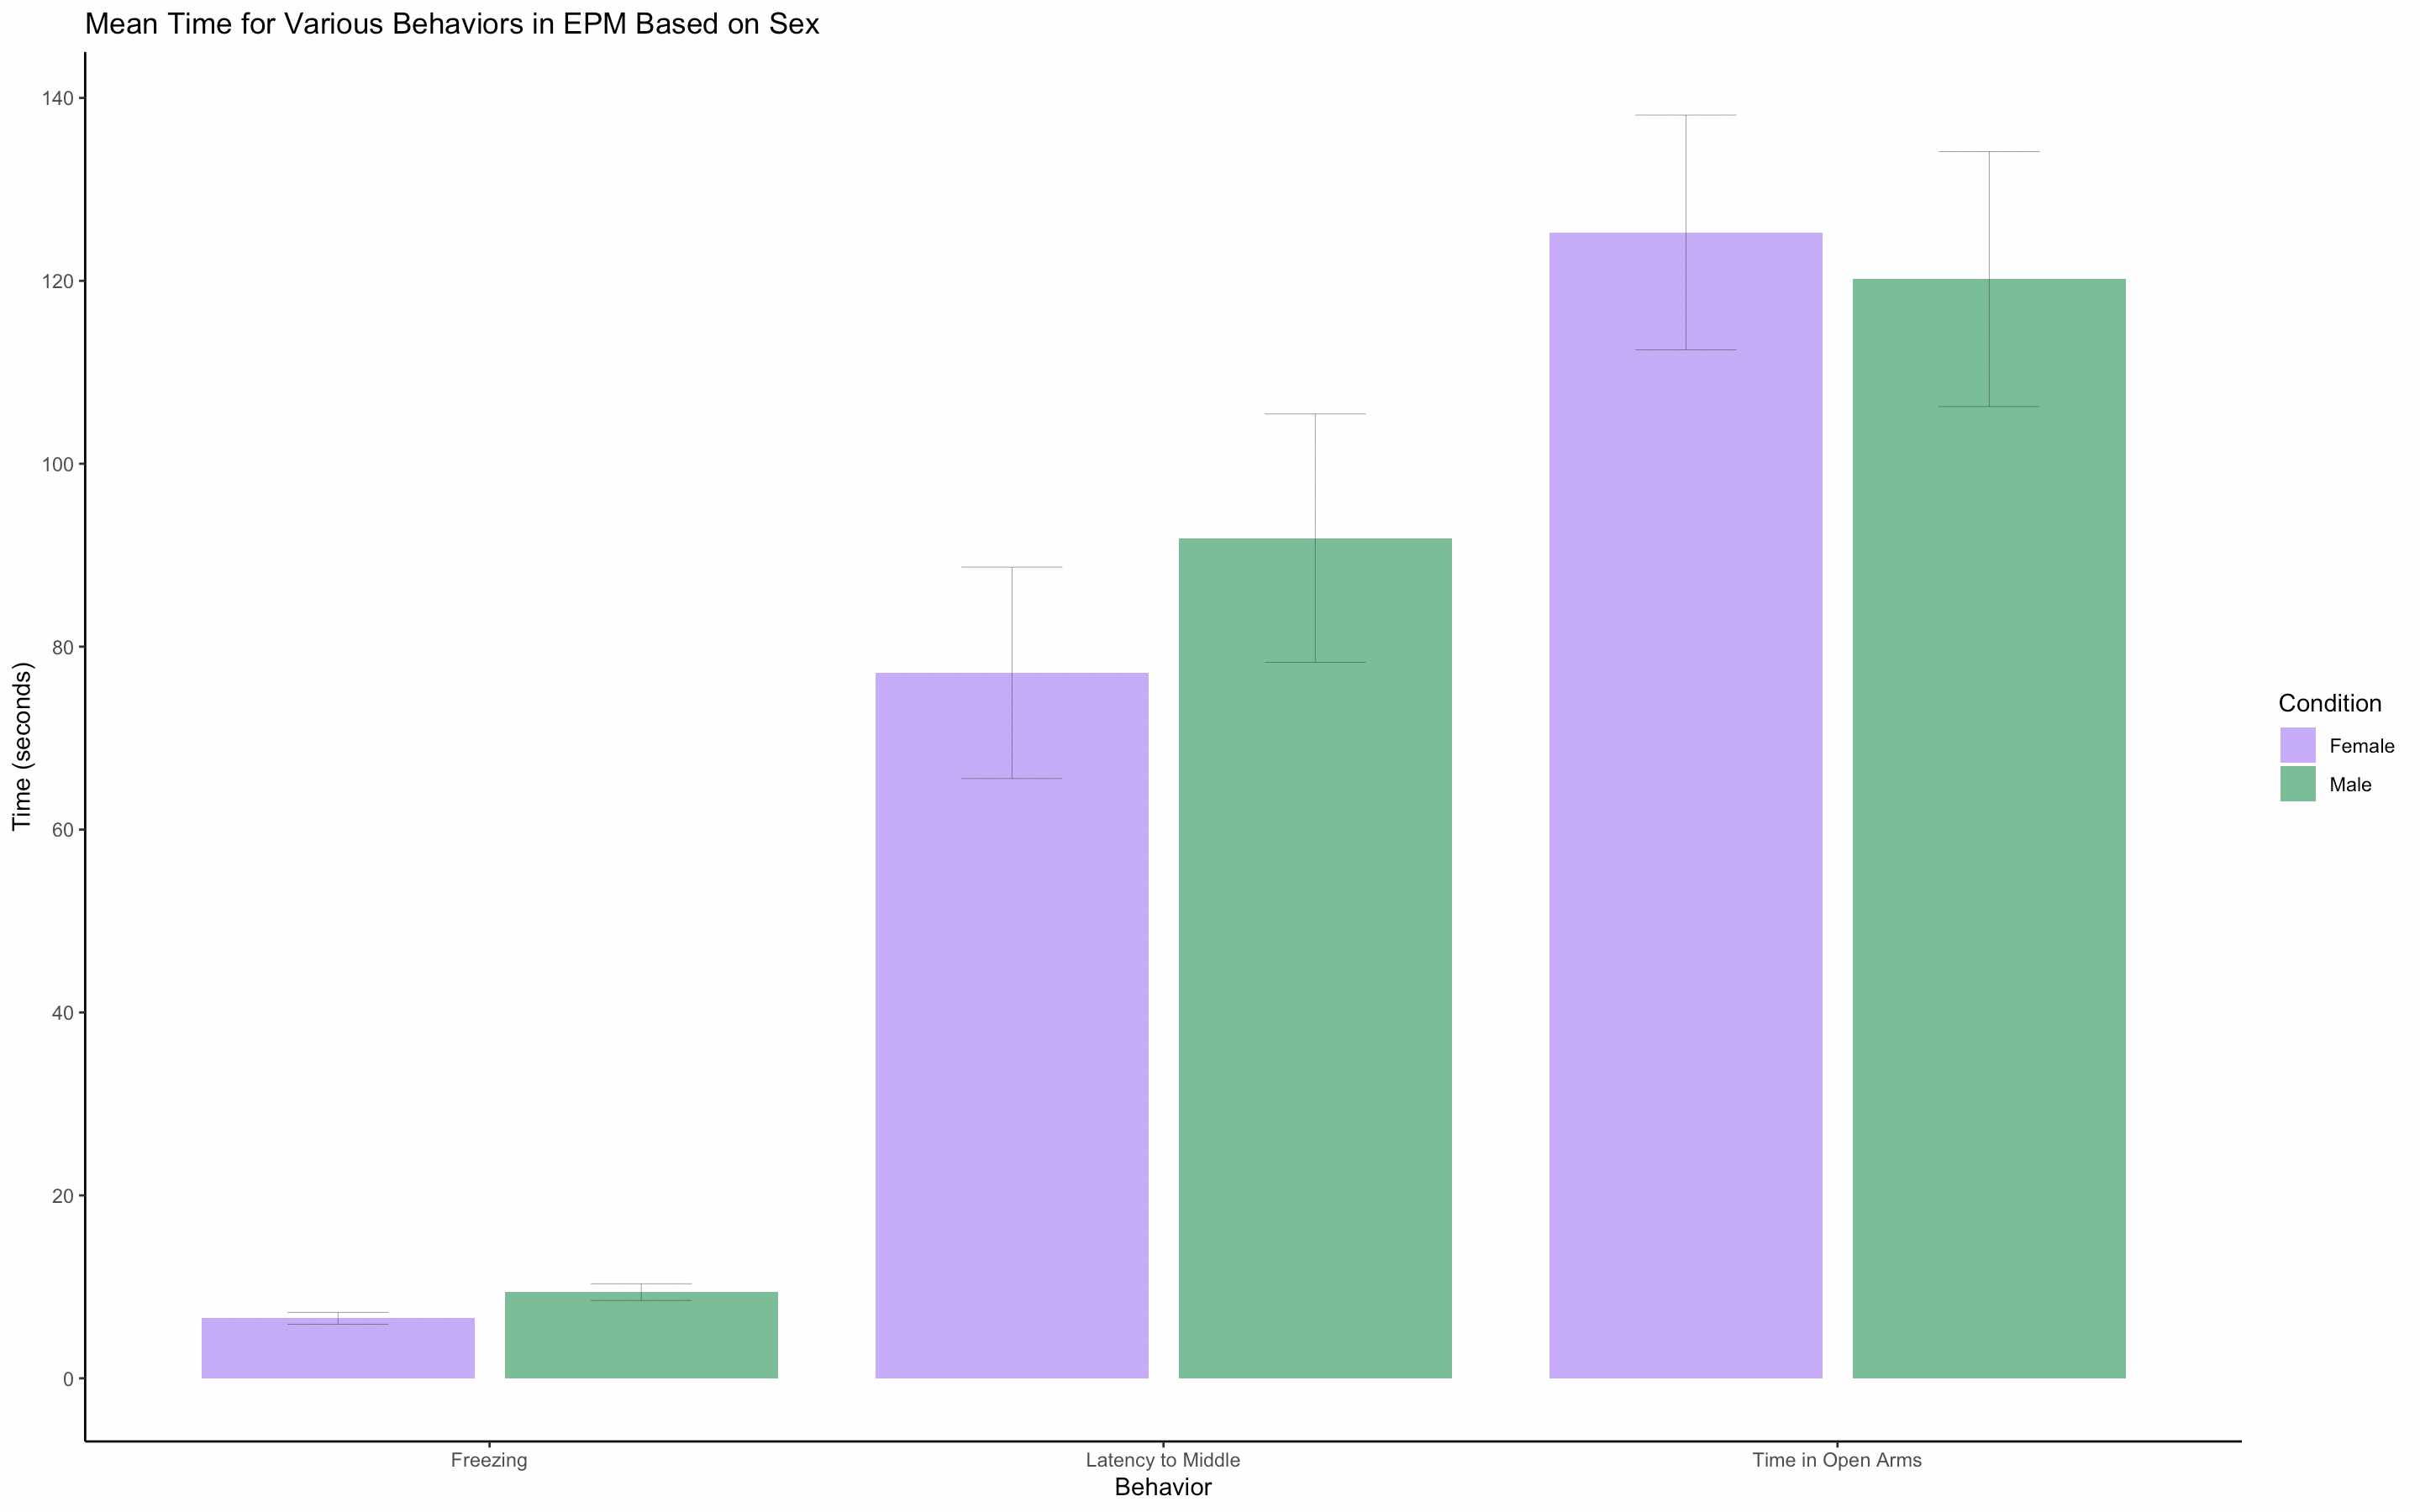 Mean Time for Various Behaviors in EPM Based on Sex
140
120
100
80
60
40
20
0
Time (seconds)
Freezing
Latency to Middle
Time in Open Arms
Behavior
Condition
Female
Male